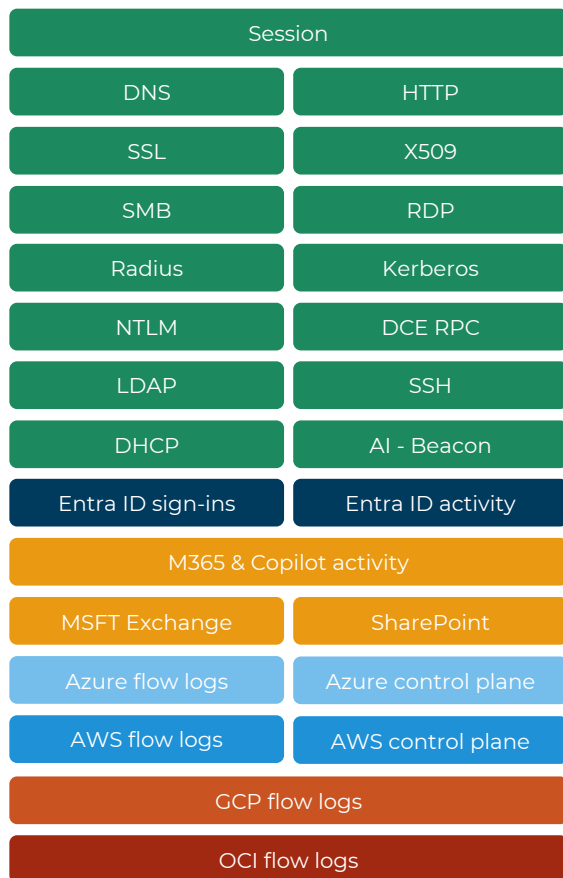 Session
DNS
HTTP
SSL
X509
SMB
RDP
Radius
Kerberos
NTLM
DCE RPC
LDAP
SSH
DHCP
AI - Beacon
Entra ID sign-ins
Entra ID activity
M365 & Copilot activity
MSFT Exchange
SharePoint
Azure flow logs
Azure control plane
AWS flow logs
AWS control plane
GCP flow logs
OCI flow logs